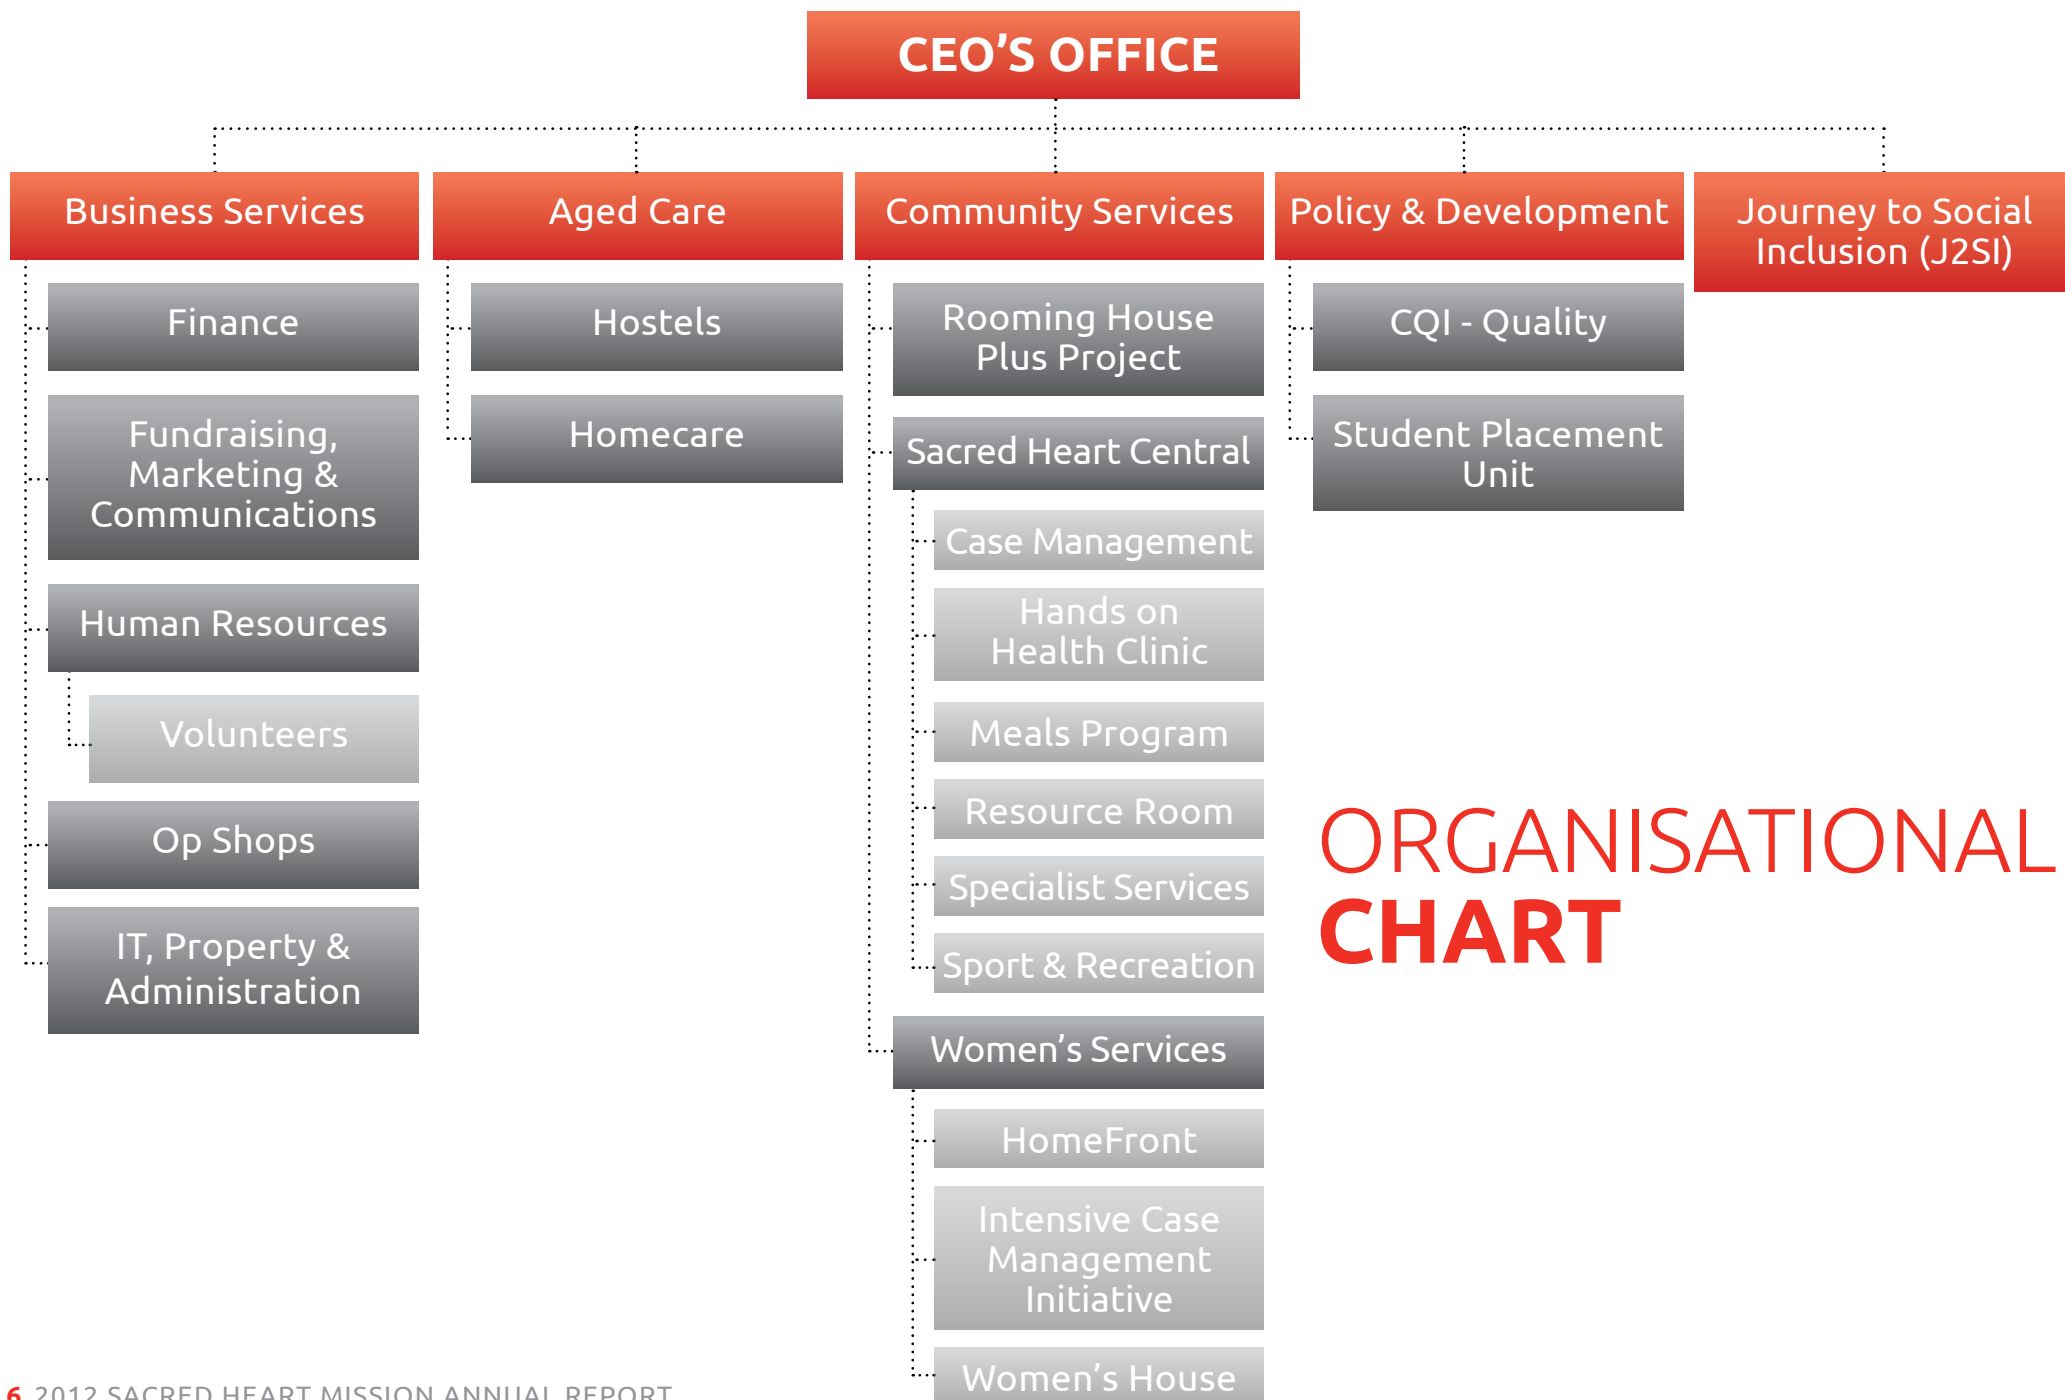 CEO’S OFFICE
Business Services
Finance
Fundraising,
Marketing &
Communications
Human Resources
Volunteers
Op Shops
IT, Property &
Administration
Aged Care
Hostels
Homecare
Community Services
Rooming House
Plus Project
Sacred Heart Central
Case Management
Hands on
Health Clinic
Meals Program
Resource Room
Specialist Services
Sport & Recreation
Women’s Services
HomeFront
Intensive Case
Management
Initiative
Women’s House
Policy & Development
CQI - Quality
Student Placement
Unit
Journey to Social
Inclusion (J2SI)
ORGANISATIONAL
CHART
6 2012 SACRED HEART MISSION ANNUAL REPORT